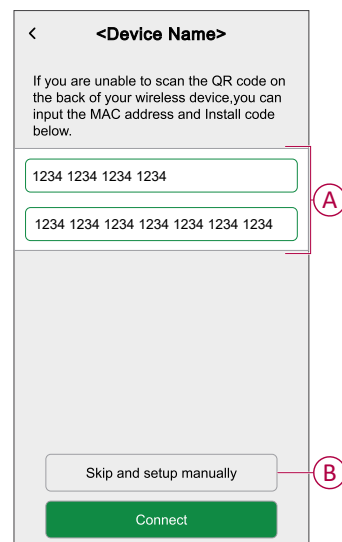 < <Device Name>
If you are unable to scan the QR code on
the back of your wireless device,you can
input the MAC address and Install code
below.
1234 1234 1234 1234
A
1234 1234 1234 1234 1234 1234 1234
Skip and setup manually
B
Connect